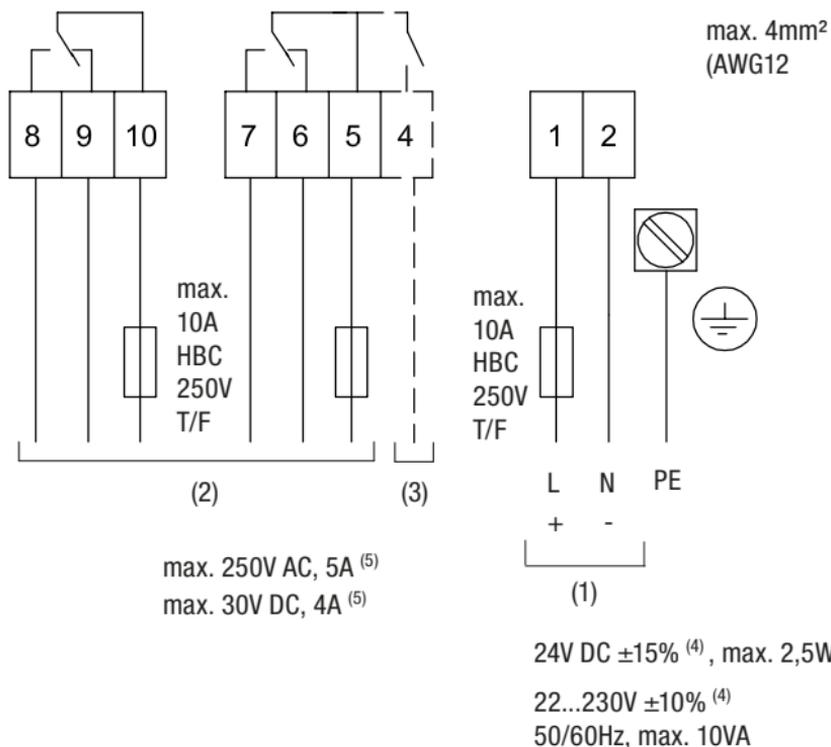 max. 4mm²
(AWG12
8 9 10 7 6 5 4 1 2
max.
10A
HBC
250V
T/F
max.
10A
HBC
250V
T/F
(2) (3)
L N PE
+ -
(1)
max. 250V AC, 5A (5)
max. 30V DC, 4A (5)
24V DC ±15% (4) , max. 2,5W
22...230V ±10% (4)
50/60Hz, max. 10VA